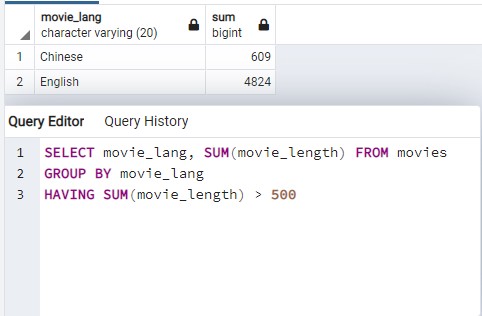 movie_lang sum
character varying (20) bigint
1 Chinese 609
2 English 4824
Query Editor Query History
1 SELECT movie_lang, SUM(movie_length) FROM movies
2 GROUP BY movie_lang
3 HAVING SUM(movie_length) > 500